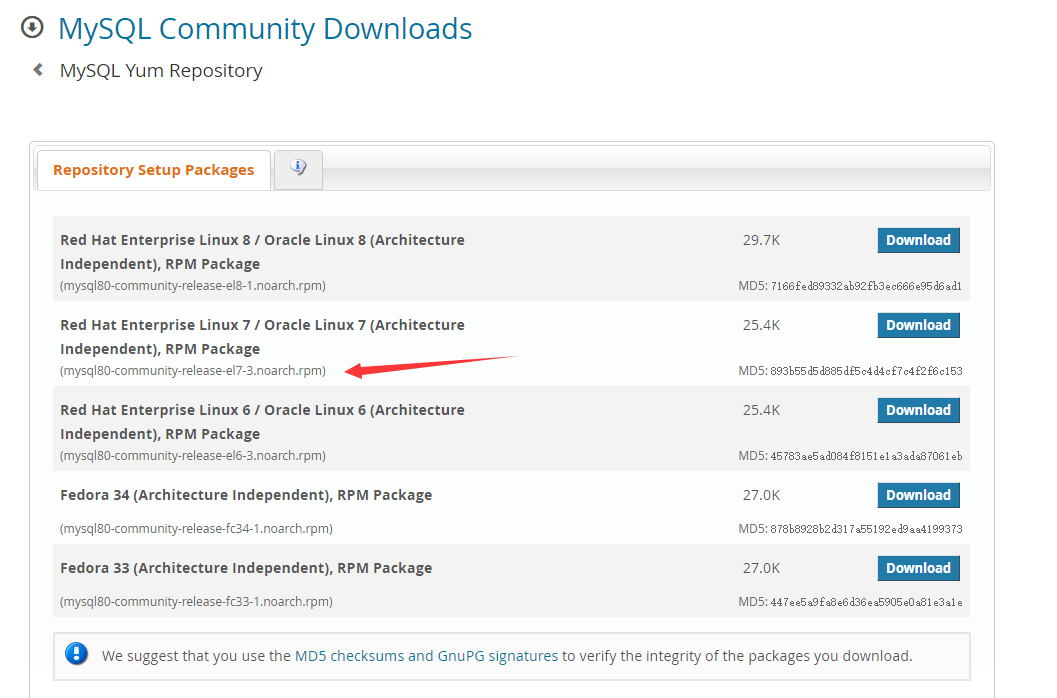 MySQL Community Downloads
MySQL Yum Repository
Repository Setup Packages
Red Hat Enterprise Linux 8 / Oracle Linux 8 (Architecture
Independent), RPM Package
29.7K
Download
(mysql80-community-release-el8-1.noarch.rpm)
MD5: 7166fed89332ab92fb3ec666e95d6ad1
Red Hat Enterprise Linux 7 / Oracle Linux 7 (Architecture
Independent), RPM Package
25.4K
Download
(mysql80-community-release-el7-3.noarch.rpm)
MD5: 893b55d5d885df5c4d4cf7c4f2f6c153
Red Hat Enterprise Linux 6 / Oracle Linux 6 (Architecture
Independent), RPM Package
25.4K
Download
(mysql80-community-release-el6-3.noarch.rpm)
MD5: 45783ae5ad084f8151e1a3ada87061eb
Fedora 34 (Architecture Independent), RPM Package
27.0K
Download
(mysql80-community-release-fc34-1.noarch.rpm)
MD5: 878b8928b2d317a55192ed9aa4199373
Fedora 33 (Architecture Independent), RPM Package
27.0K
Download
(mysql80-community-release-fc33-1.noarch.rpm)
MD5: 447ee5a9fa8e6d36ea5905e0a81e3a1e
We suggest that you use the MD5 checksums and GnuPG signatures to verify the integrity of the packages you download.